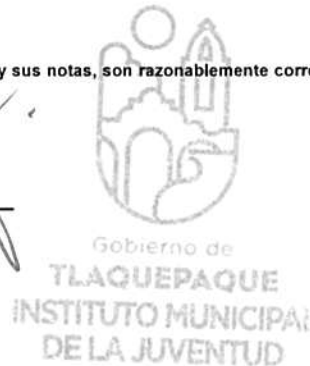 y sus notas, son razonablemente corre
Gobierno de
TLAQUEPAQUE
INSTITUTO MUNICIPAL
DE LA JUVENTUD